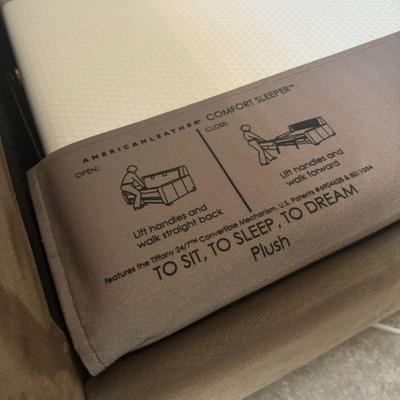 AMERICANLEATHER® COMFORT SLEEPER™
OPEN:
Lift handles and
walk straight back
CLOSE:
Lift handles and
walk forward
features the Tiffany 24/7™ Convertible Mechanism, U.S. Patents #6904628 & 8011034
TO SIT, TO SLEEP, TO DREAM
Plush